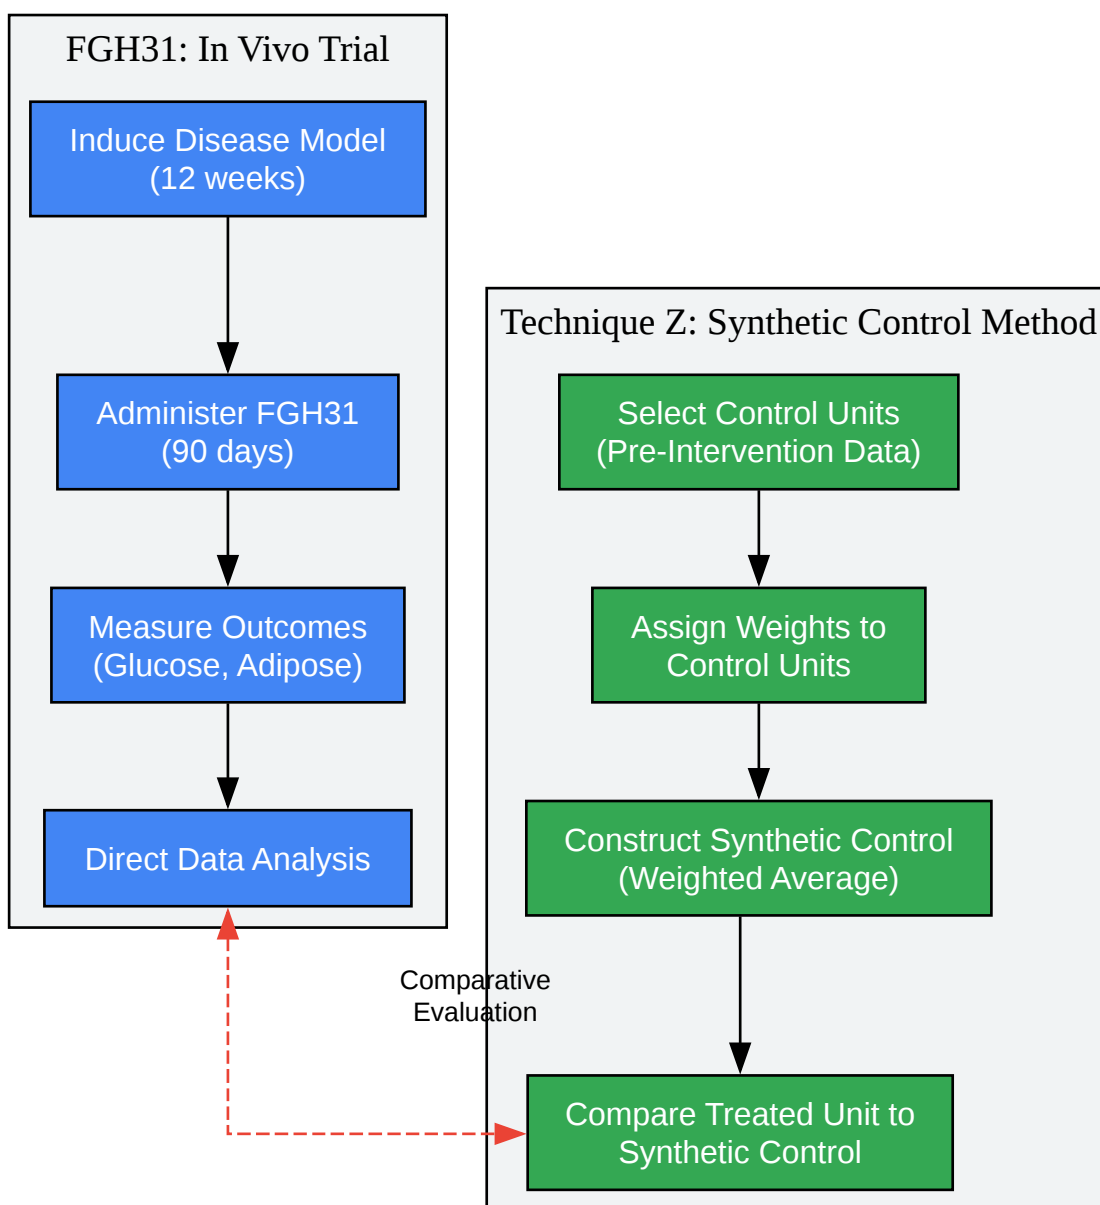 FGH31: In Vivo Trial
Induce Disease Model
(12 weeks)
Administer FGH31
(90 days)
Measure Outcomes
(Glucose, Adipose)
Direct Data Analysis
Technique Z: Synthetic Control Method
Select Control Units
(Pre-Intervention Data)
Assign Weights to
Control Units
Construct Synthetic Control
(Weighted Average)
Compare Treated Unit to
Synthetic Control
Comparative
Evaluation